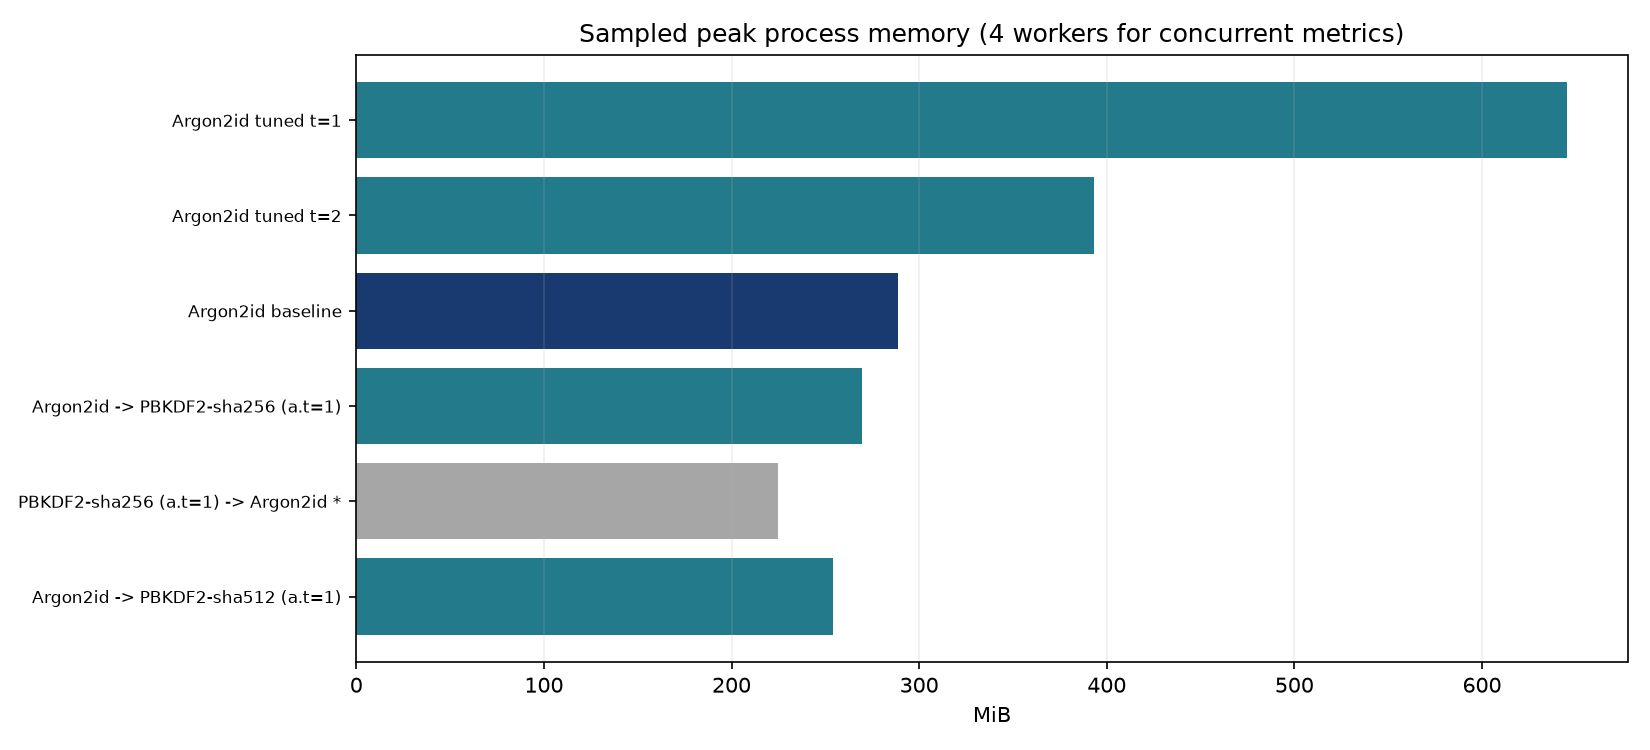 Sampled peak process memory (4 workers for concurrent metrics)
Argon2id tuned t=1
Argon2id tuned t=2
Argon2id baseline
Argon2id -> PBKDF2-sha256 (a.t=1)
PBKDF2-sha256 (a.t=1) -> Argon2id *
Argon2id -> PBKDF2-sha512 (a.t=1)
0 100 200 300 400 500 600
MiB